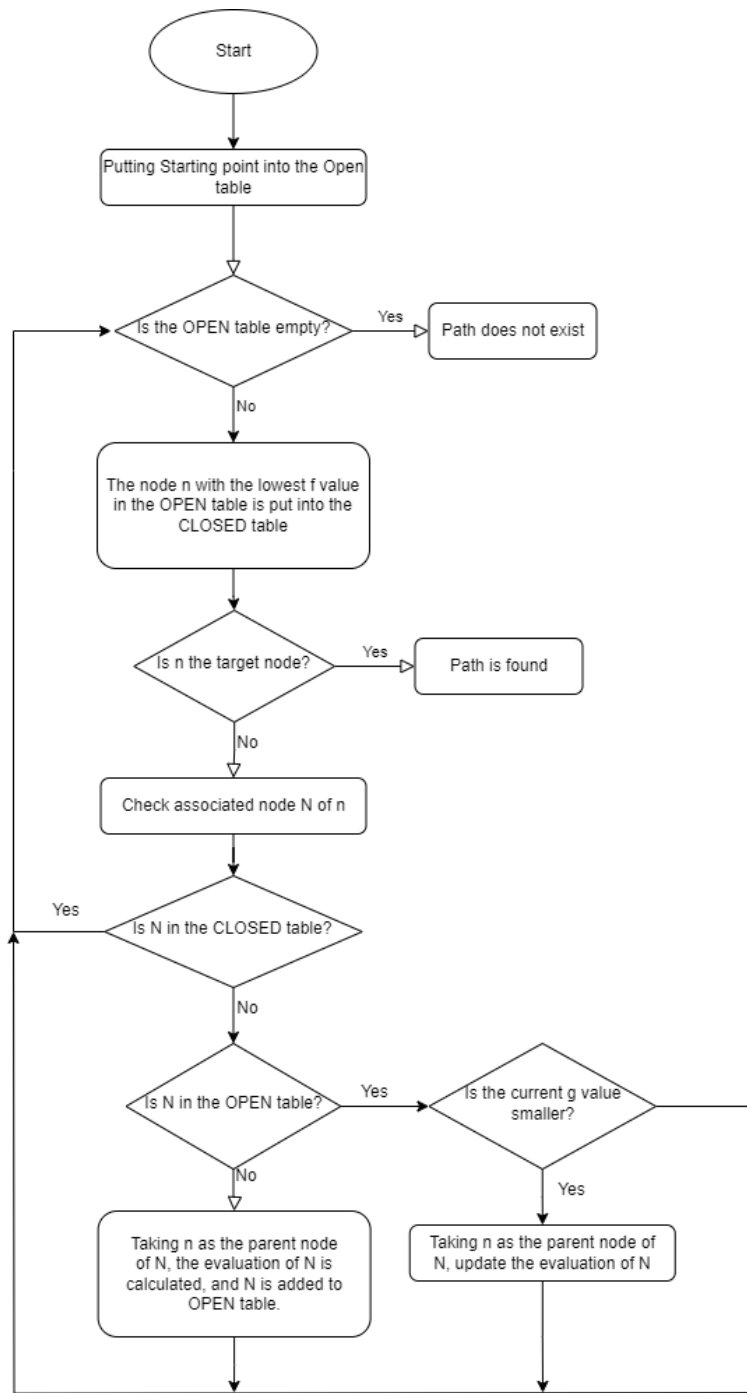 Start
Putting Starting point into the Open
table
Is the OPEN table empty?
Yes
Path does not exist
No
The node n with the lowest f value
in the OPEN table is put into the
CLOSED table
Is n the target node?
Yes
Path is found
No
Check associated node N of n
Yes
Is N in the CLOSED table?
No
Is N in the OPEN table?
Yes
Is the current g value
smaller?
No
Yes
Taking n as the parent node
of N, the evaluation of N is
calculated, and N is added to
OPEN table.
Taking n as the parent node of
N, update the evaluation of N